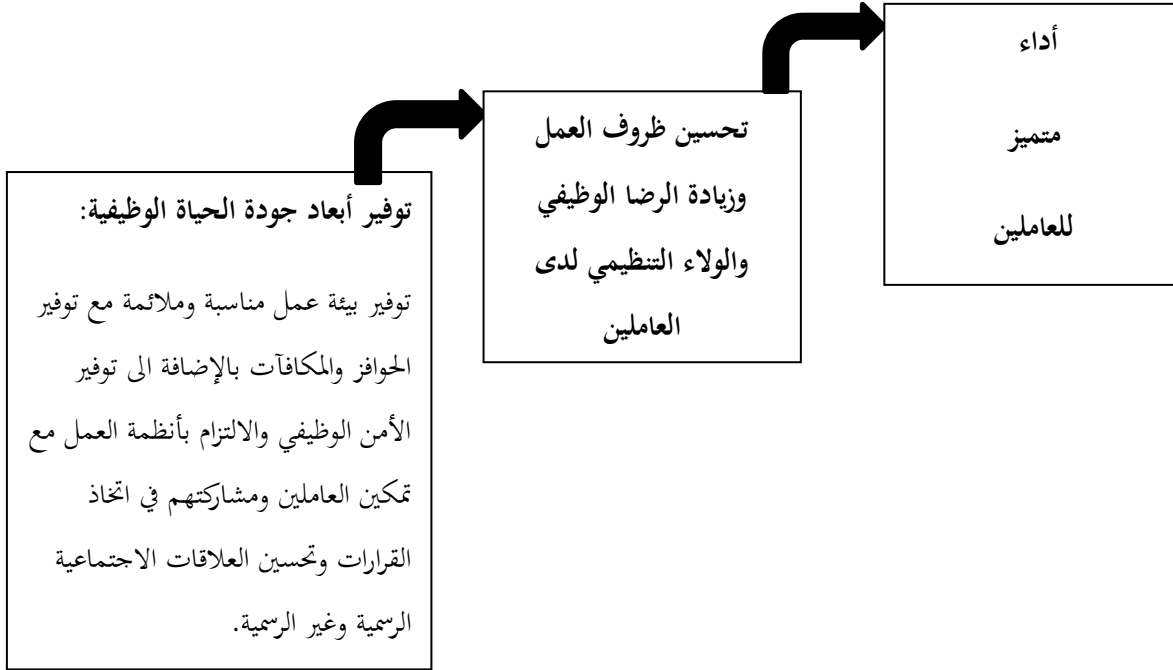 توفير أبعاد جودة الحياة الوظيفية:
توفير بيئة عمل مناسبة وملائمة مع توفير
الحوافز والمكافآت بالإضافة الى توفير
الأمن الوظيفي والالتزام بأنظمة العمل مع
تمكين العاملين ومشاركتهم في اتخاذ
القرارات وتحسين العلاقات الاجتماعية
الرسمية وغير الرسمية.
تحسين ظروف العمل
وزيادة الرضا الوظيفي
والولاء التنظيمي لدى
العاملين
أداء
متميز
للعاملين